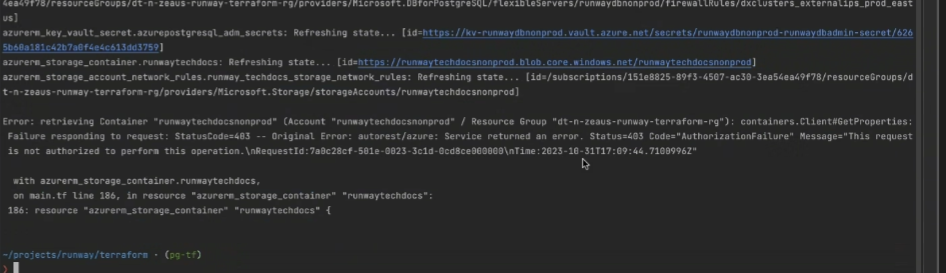 4ea49f78/resourceGroups/dt-n-zeaus-runway-terraform-rg/providers/Microsoft.DBforPostgreSQL/flexibleServers/runwaydbnonprod/firewallRules/dxclusters_externalips_prod_east
us]
azurerm_key_vault_secret.azurepostgresql_adm_secrets: Refreshing state... [id=https://kv-runwaydbnonprod.vault.azure.net/secrets/runwaydbnonprod-runwaydbadmin-secret/626
5b60a181c42b7a0f4e4c613dd3759]
azurerm_storage_container.runwaytechdocs: Refreshing state... [id=https://runwaytechdocsnonprod.blob.core.windows.net/runwaytechdocsnonprod]
azurerm_storage_account_network_rules.runway_techdocs_storage_network_rules: Refreshing state... [id=/subscriptions/151e8825-89f3-4507-ac30-3ea54ea49f78/resourceGroups/d
t-n-zeaus-runway-terraform-rg/providers/Microsoft.Storage/storageAccounts/runwaytechdocsnonprod]
Error: retrieving Container "runwaytechdocsnonprod" (Account "runwaytechdocsnonprod" / Resource Group "dt-n-zeaus-runway-terraform-rg"): containers.Client#GetProperties:
Failure responding to request: StatusCode=403 -- Original Error: autorest/azure: Service returned an error. Status=403 Code="AuthorizationFailure" Message="This request
is not authorized to perform this operation.\nRequestId:7a0c28cf-501e-0023-3c1d-0cd8ce000000\nTime:2023-10-31T17:09:44.7100996Z"
with azurerm_storage_container.runwaytechdocs,
on main.tf line 186, in resource "azurerm_storage_container" "runwaytechdocs":
186: resource "azurerm_storage_container" "runwaytechdocs" {
~/projects/runway/terraform - (pg-tf)
)